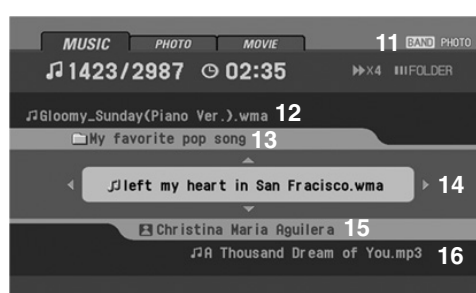 MUSIC PHOTO MOVIE 11 BAND PHOTO
1423/2987 02:35 X4 FOLDER
Gloomy_Sunday(Piano Ver.).wma 12
My favorite pop song 13
left my heart in San Fracisco.wma 14
Christina Maria Aguilera 15
A Thousand Dream of You.mp3 16